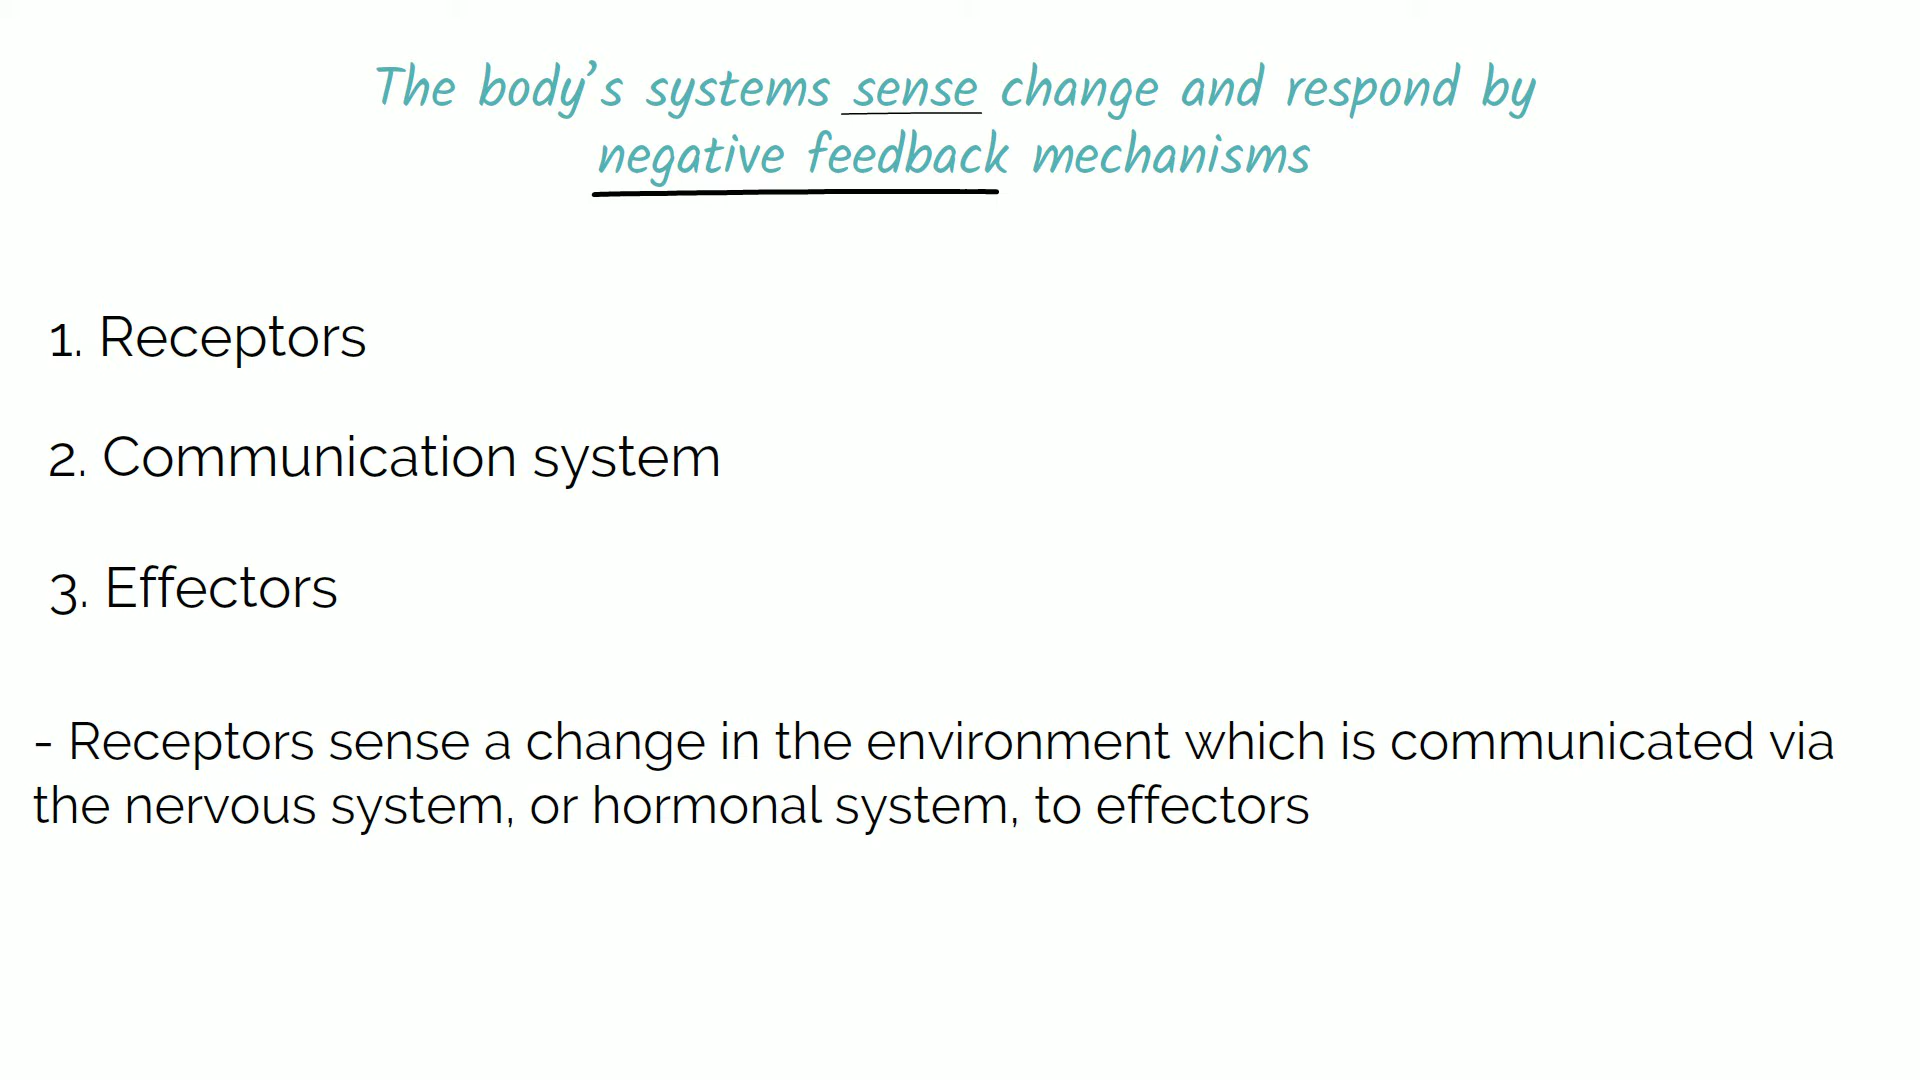 The body’s systems sense change and respond by
negative feedback mechanisms
1. Receptors
2. Communication system
3. Effectors
- Receptors sense a change in the environment which is communicated via
the nervous system, or hormonal system, to effectors